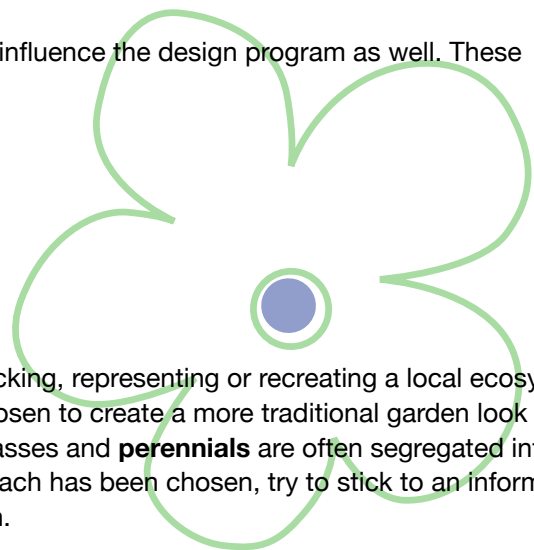 influence the design program as well. These
cking, representing or recreating a local ecosy
osen to create a more traditional garden look
asses and perennials are often segregated int
ach has been chosen, try to stick to an inform